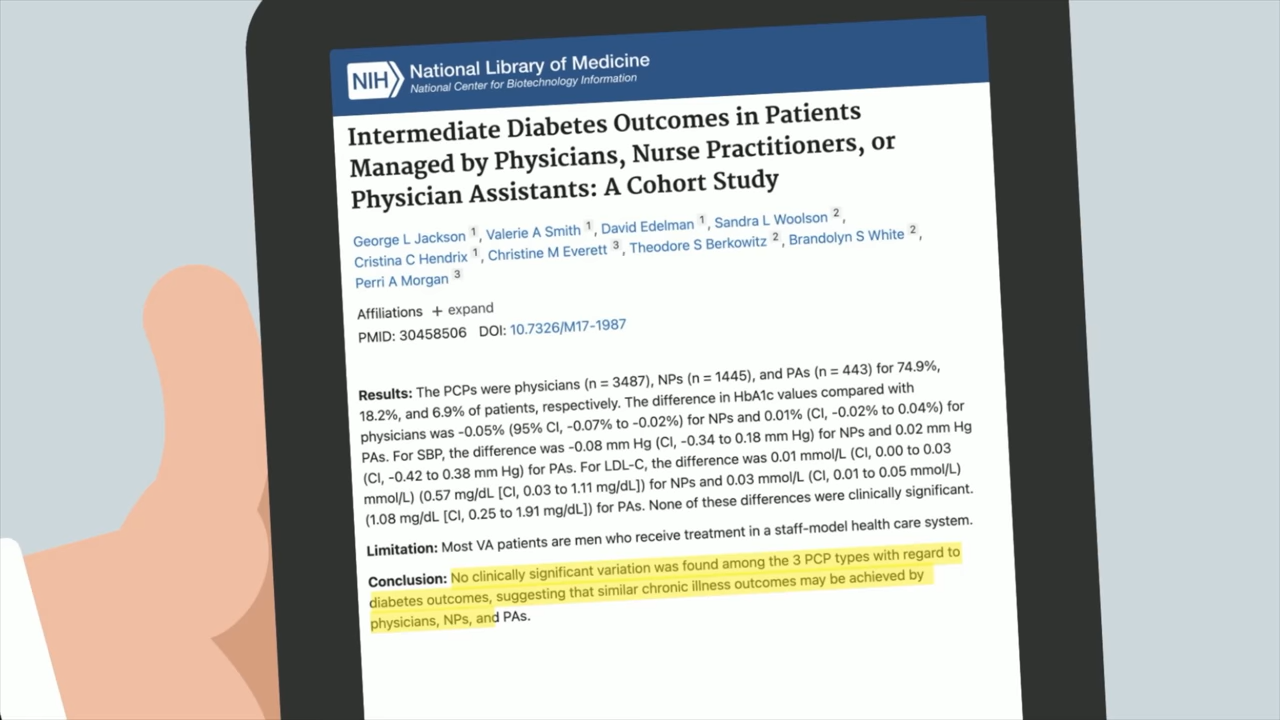 NIH
National Library of Medicine
National Center for Biotechnology Information
Intermediate Diabetes Outcomes in Patients
Managed by Physicians, Nurse Practitioners, or
Physician Assistants: A Cohort Study
George L Jackson 1, Valerie A Smith 1, David Edelman 1, Sandra L Woolson 2,
Cristina C Hendrix 1, Christine M Everett 3, Theodore S Berkowitz 2, Brandolyn S White 2,
Perri A Morgan 3
Affiliations + expand
PMID: 30458506 DOI: 10.7326/M17-1987
Results: The PCPs were physicians (n = 3487), NPs (n = 1445), and PAs (n = 443) for 74.9%,
18.2%, and 6.9% of patients, respectively. The difference in HbA1c values compared with
physicians was -0.05% (95% CI, -0.07% to -0.02%) for NPs and 0.01% (CI, -0.02% to 0.04%) for
PAs. For SBP, the difference was -0.08 mm Hg (CI, -0.34 to 0.18 mm Hg) for NPs and 0.02 mm Hg
(CI, -0.42 to 0.38 mm Hg) for PAs. For LDL-C, the difference was 0.01 mmol/L (CI, 0.00 to 0.03
mmol/L) (0.57 mg/dL [CI, 0.03 to 1.11 mg/dL]) for NPs and 0.03 mmol/L (CI, 0.01 to 0.05 mmol/L)
(1.08 mg/dL [CI, 0.25 to 1.91 mg/dL]) for PAs. None of these differences were clinically significant.
Limitation: Most VA patients are men who receive treatment in a staff-model health care system.
Conclusion: No clinically significant variation was found among the 3 PCP types with regard to
diabetes outcomes, suggesting that similar chronic illness outcomes may be achieved by
physicians, NPs, and PAs.